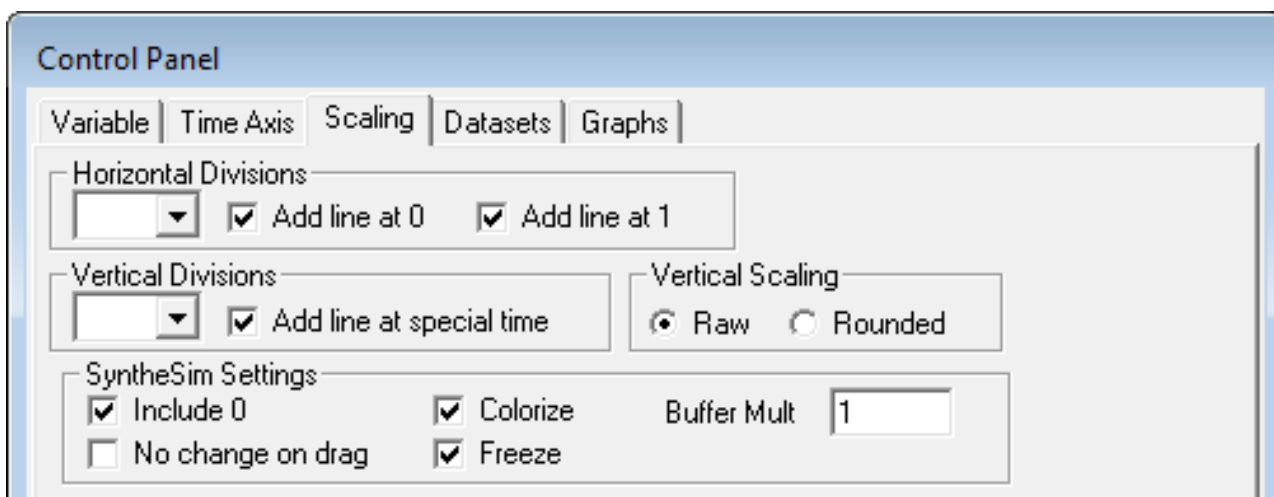 Control Panel
Variable Time Axis Scaling Datasets Graphs
Horizontal Divisions
Add line at 0 Add line at 1
Vertical Divisions Vertical Scaling
Add line at special time Raw Rounded
SyntheSim Settings
Include 0 Colorize Buffer Mult 1
No change on drag Freeze